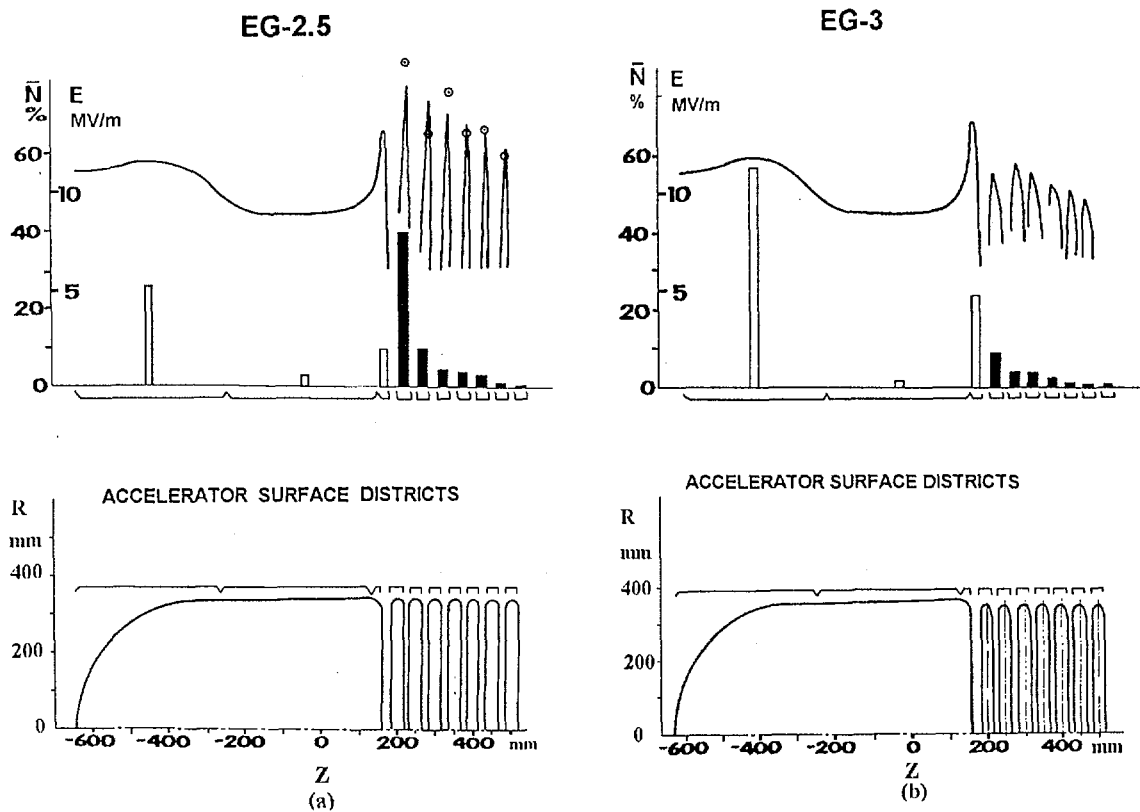 EG-2.5
EG-3
N̄ E
% MV/m
60
10
40
5
20
0
N̄ E
% MV/m
60
10
40
5
20
0
ACCELERATOR SURFACE DISTRICTS
R
mm
400
200
0
-600 -400 -200 0 200 400 mm
Z
(a)
ACCELERATOR SURFACE DISTRICTS
R
mm
400
200
0
-600 -400 -200 0 200 400 mm
Z
(b)